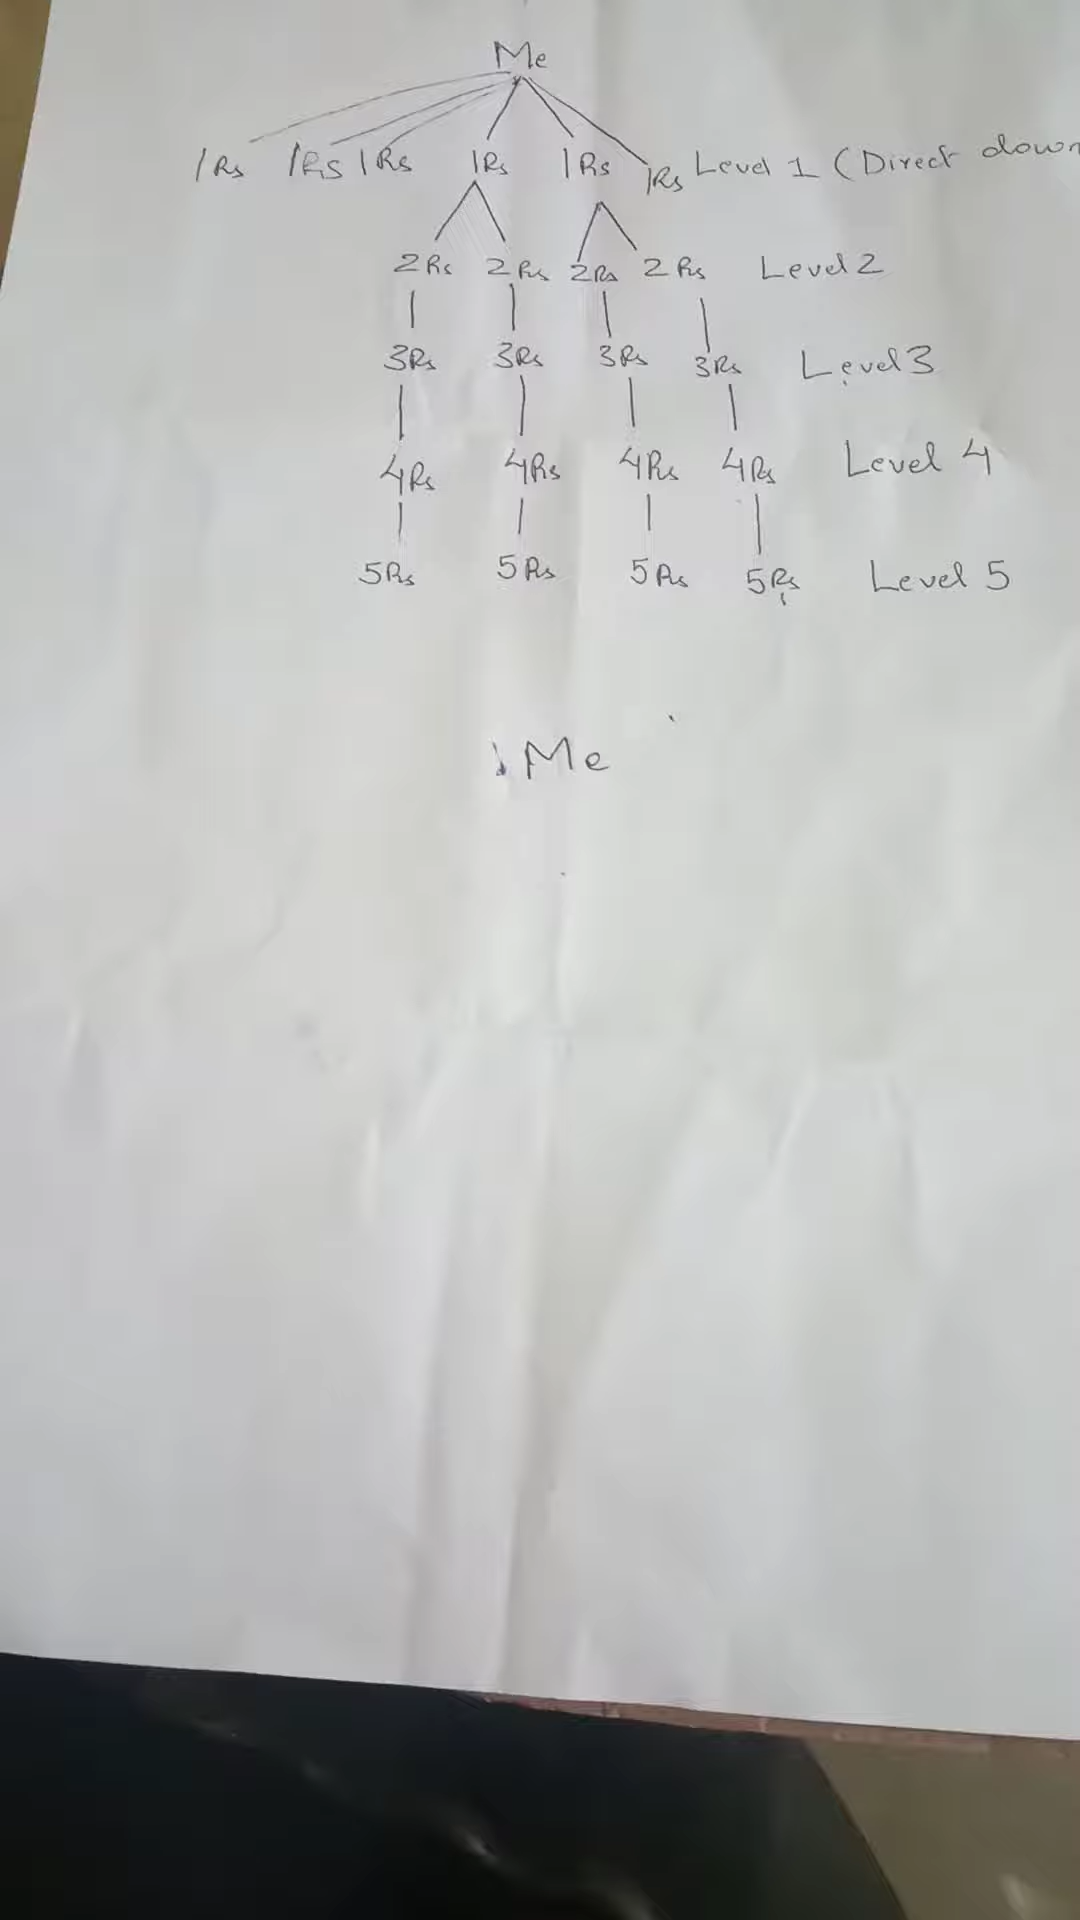 Me
1Rs 1Rs 1Rs 1Rs 1Rs 1Rs Level 1 (Direct down
2Rs 2Rs 2Rs 2Rs Level 2
3Rs 3Rs 3Rs 3Rs Level 3
4Rs 4Rs 4Rs 4Rs Level 4
5Rs 5Rs 5Rs 5Rs Level 5
Me